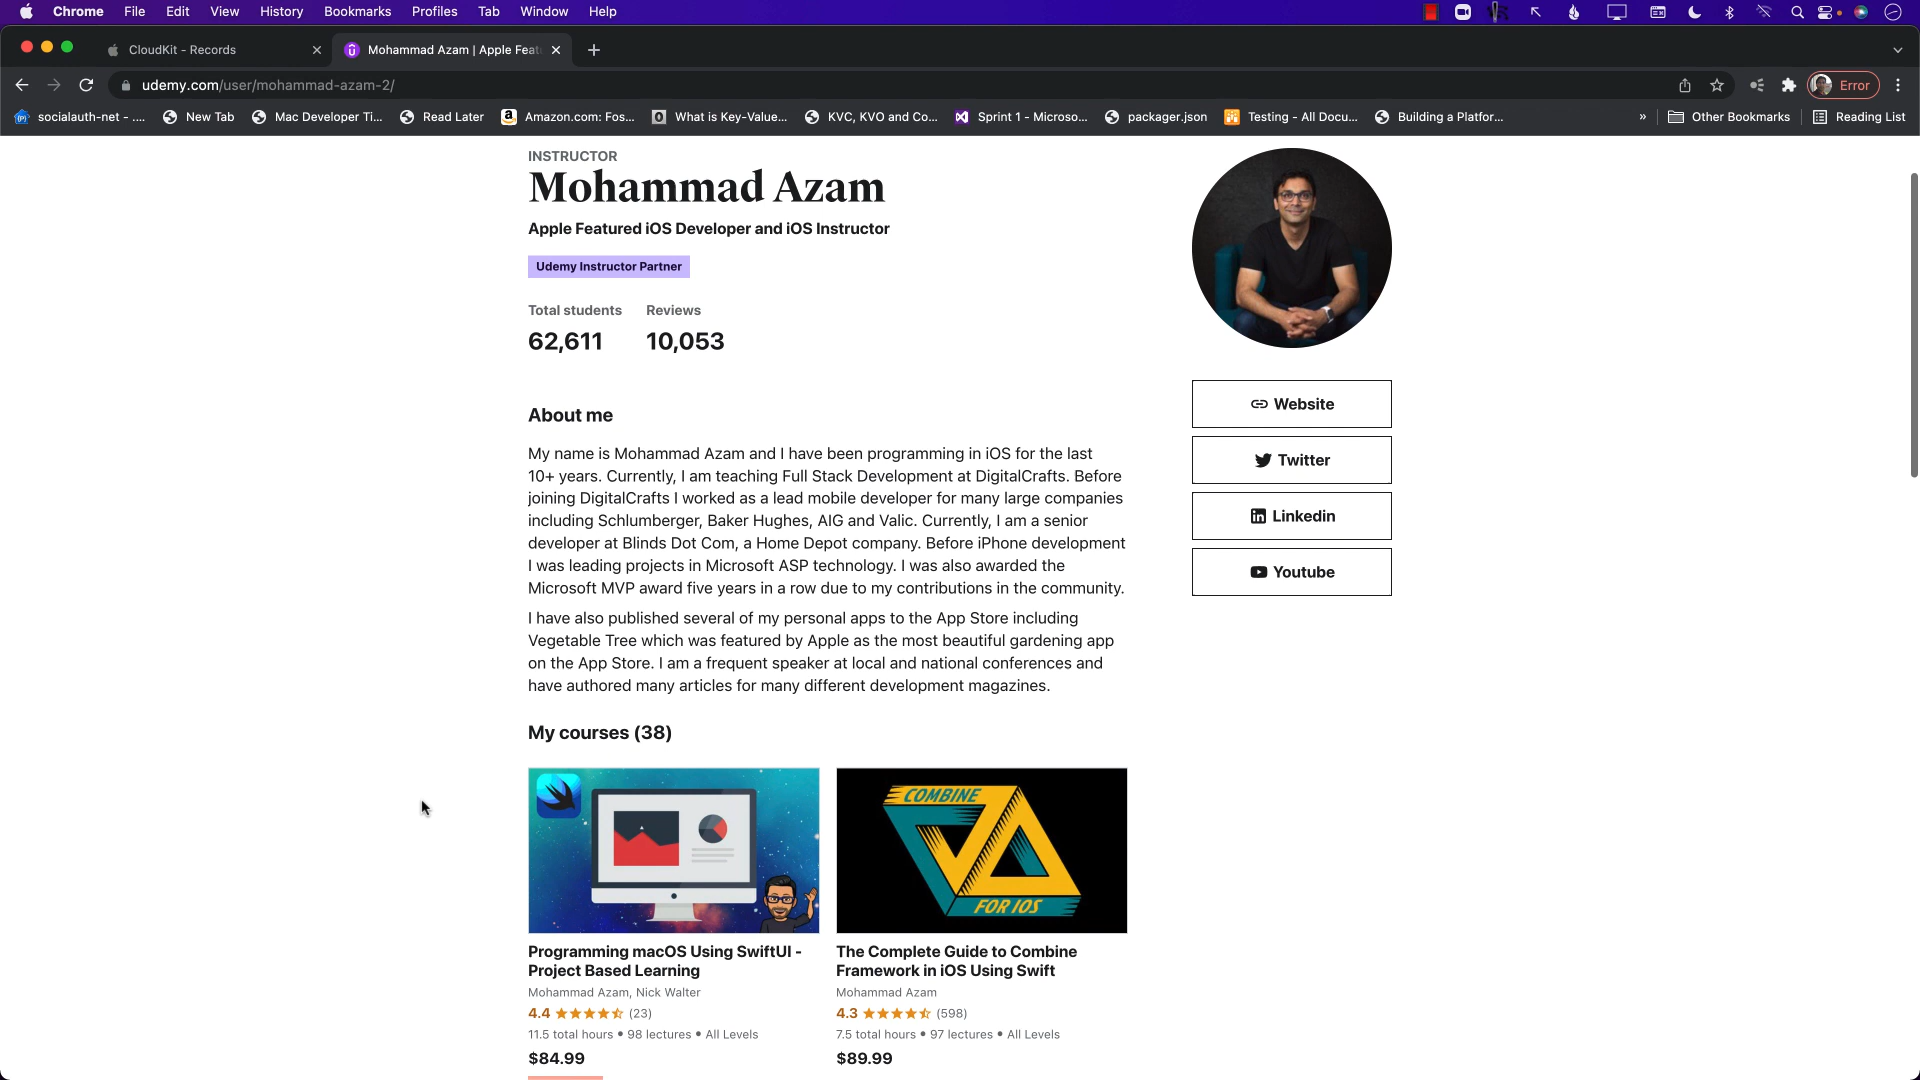 Chrome File Edit View History Bookmarks Profiles Tab Window Help
CloudKit - Records
Mohammad Azam | Apple Feat
udemy.com/user/mohammad-azam-2/
Error
socialauth-net - ....
New Tab
Mac Developer Ti...
Read Later
Amazon.com: Fos...
What is Key-Value...
KVC, KVO and Co...
Sprint 1 - Microso...
packager.json
Testing - All Docu...
Building a Platfor...
»
Other Bookmarks
Reading List
INSTRUCTOR
Mohammad Azam
Apple Featured iOS Developer and iOS Instructor
Udemy Instructor Partner
Total students Reviews
62,611 10,053
About me
My name is Mohammad Azam and I have been programming in iOS for the last
10+ years. Currently, I am teaching Full Stack Development at DigitalCrafts. Before
joining DigitalCrafts I worked as a lead mobile developer for many large companies
including Schlumberger, Baker Hughes, AIG and Valic. Currently, I am a senior
developer at Blinds Dot Com, a Home Depot company. Before iPhone development
I was leading projects in Microsoft ASP technology. I was also awarded the
Microsoft MVP award five years in a row due to my contributions in the community.
I have also published several of my personal apps to the App Store including
Vegetable Tree which was featured by Apple as the most beautiful gardening app
on the App Store. I am a frequent speaker at local and national conferences and
have authored many articles for many different development magazines.
Website
Twitter
Linkedin
Youtube
My courses (38)
COMBINE
FOR IOS
Programming macOS Using SwiftUI -
Project Based Learning
Mohammad Azam, Nick Walter
4.4 (23)
11.5 total hours • 98 lectures • All Levels
$84.99
The Complete Guide to Combine
Framework in iOS Using Swift
Mohammad Azam
4.3 (598)
7.5 total hours • 97 lectures • All Levels
$89.99